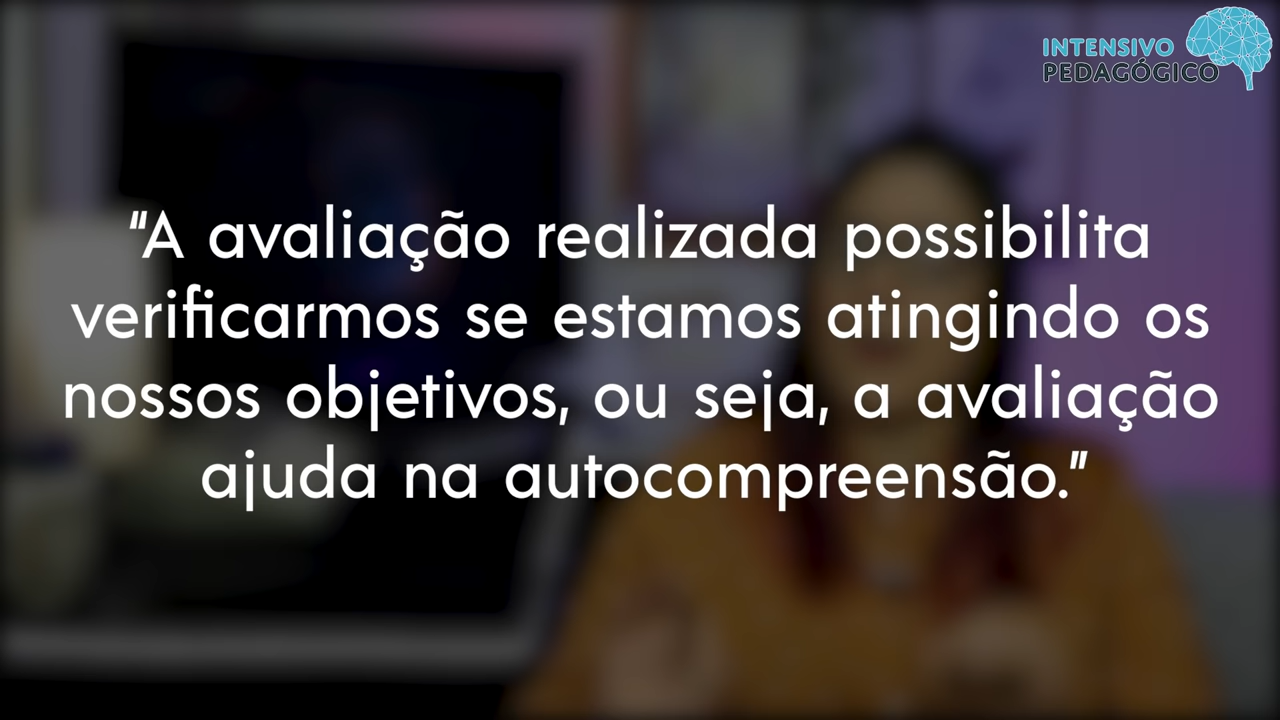 INTENSIVO
PEDAGÓGICO
"A avaliação realizada possibilita
verificarmos se estamos atingindo os
nossos objetivos, ou seja, a avaliação
ajuda na autocompreensão."